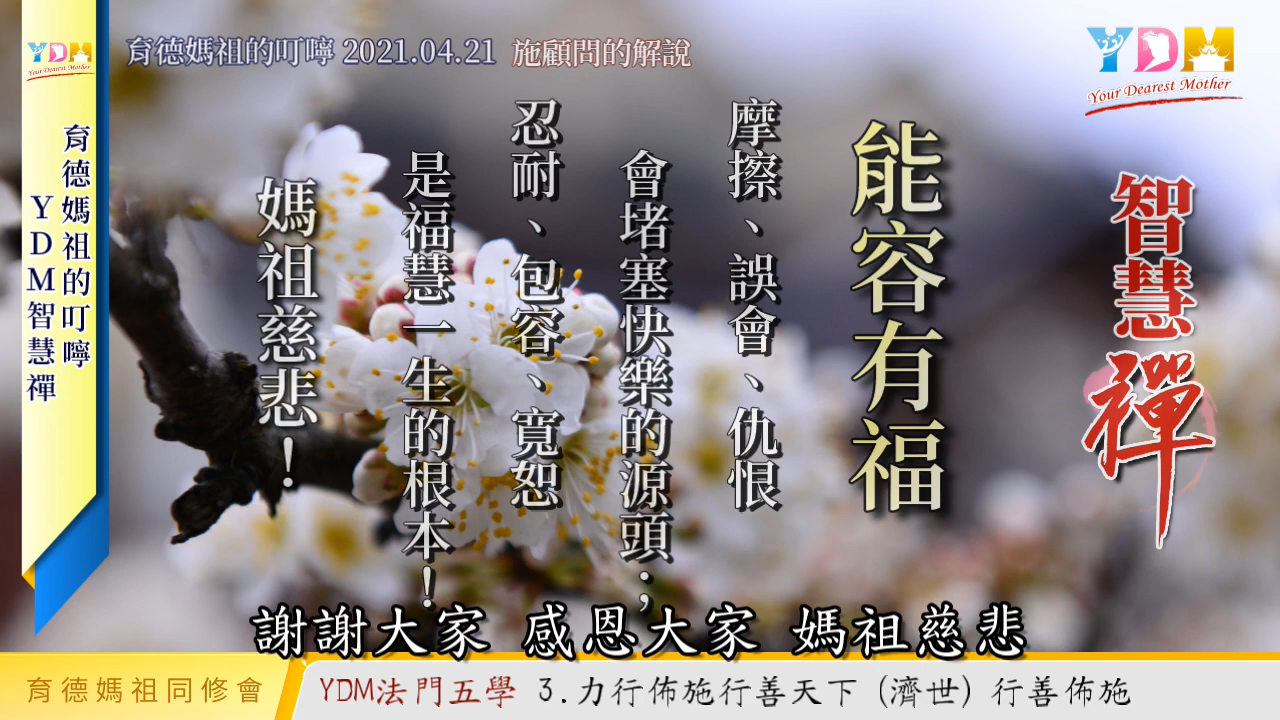 育德媽祖的叮嚀 2021.04.21 施顧問的解說
YDM
Your Dearest Mother
YDM
Your Dearest Mother
智慧禪
能容有福
摩擦、誤會、仇恨
會堵塞快樂的源頭;
忍耐、包容、寬恕
是福慧一生的根本!
媽祖慈悲!
育德媽祖的叮嚀
YDM智慧禪
謝謝大家 感恩大家 媽祖慈悲
育德媽祖同修會
YDM法門五學 3.力行佈施行善天下 (濟世) 行善佈施